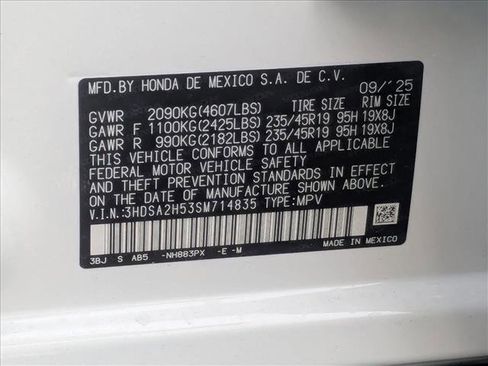 MFD.BY HONDA DE MEXICO S.A. DE C.V. 09/'25
GVWR 2090KG(4607LBS) TIRE SIZE RIM SIZE
GAWR F 1100KG(2425LBS) 235/45R19 95H 19X8J
GAWR R 990KG(2182LBS) 235/45R19 95H 19X8J
THIS VEHICLE CONFORMS TO ALL APPLICABLE
FEDERAL MOTOR VEHICLE SAFETY
AND THEFT PREVENTION STANDARDS IN EFFECT
ON THE DATE OF MANUFACTURE SHOWN ABOVE.
V.I.N.:3HDSA2H53SM714835 TYPE:MPV
3BJ S AB5 -NH883PX -E -M MADE IN MEXICO